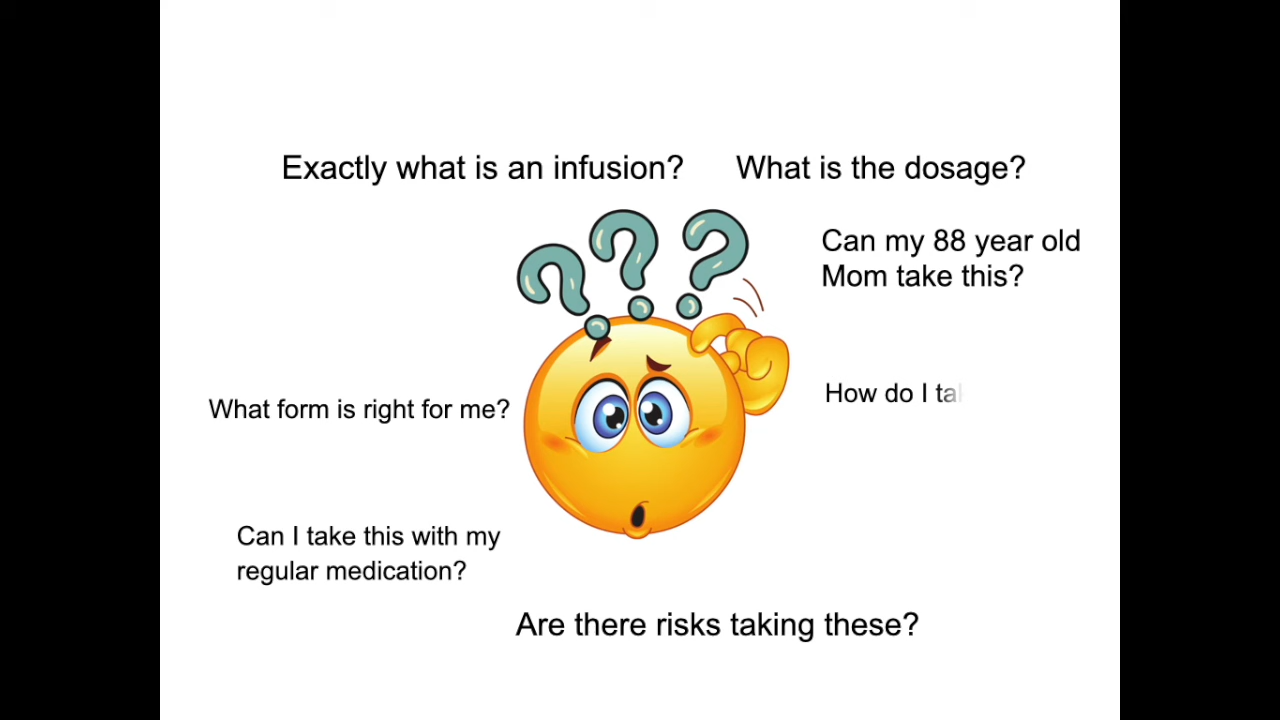 Exactly what is an infusion?
What is the dosage?
Can my 88 year old
Mom take this?
How do I
What form is right for me?
Can I take this with my
regular medication?
Are there risks taking these?